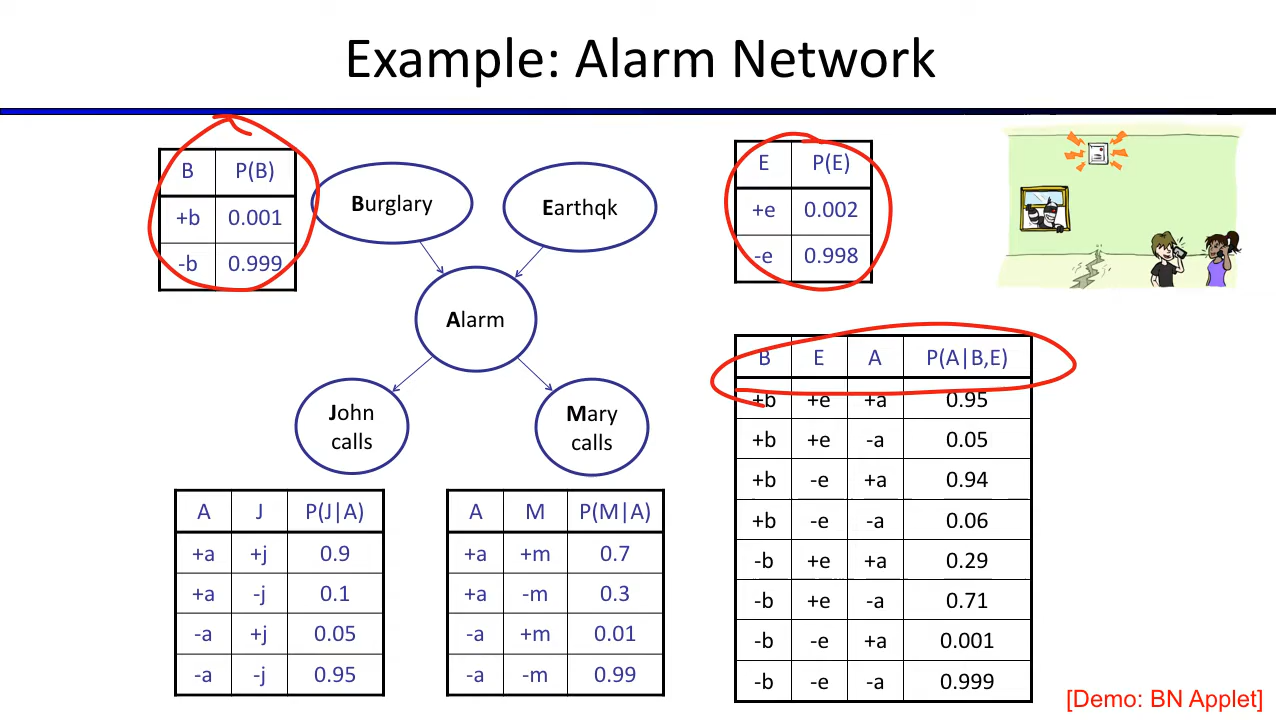 Example: Alarm Network
B P(B)
+b 0.001
-b 0.999
Burglary
Earthqk
E P(E)
+e 0.002
-e 0.998
Alarm
John
calls
Mary
calls
A J P(J|A)
+a +j 0.9
+a -j 0.1
-a +j 0.05
-a -j 0.95
A M P(M|A)
+a +m 0.7
+a -m 0.3
-a +m 0.01
-a -m 0.99
B E A P(A|B,E)
+b +e +a 0.95
+b +e -a 0.05
+b -e +a 0.94
+b -e -a 0.06
-b +e +a 0.29
-b +e -a 0.71
-b -e +a 0.001
-b -e -a 0.999
[Demo: BN Applet]